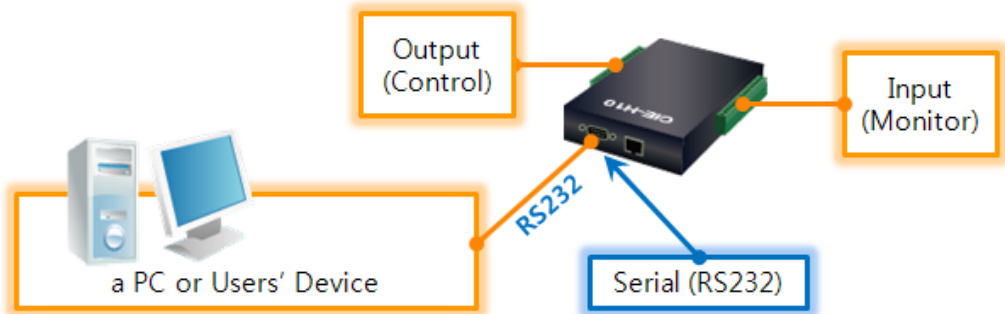 Output
(Control)
Input
(Monitor)
CIE-H10
RS232
a PC or Users' Device
Serial (RS232)